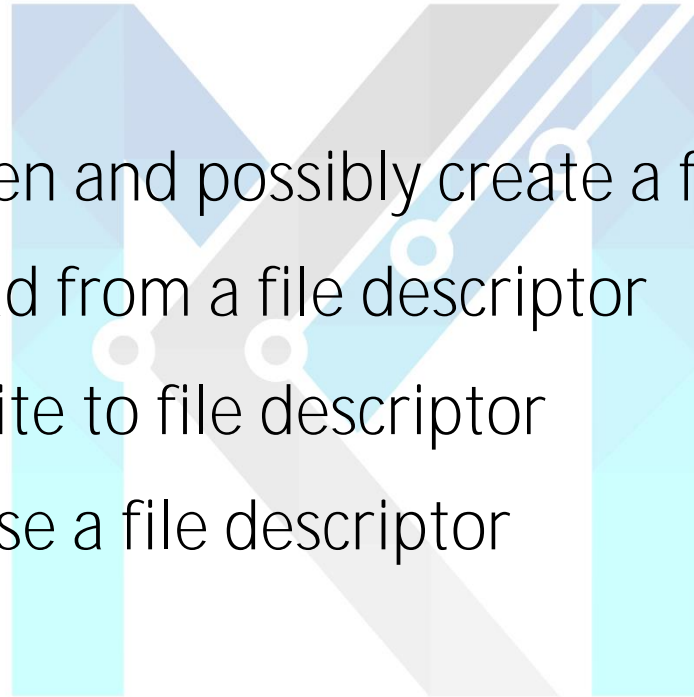 en and possibly create a f
d from a file descriptor
ite to file descriptor
se a file descriptor